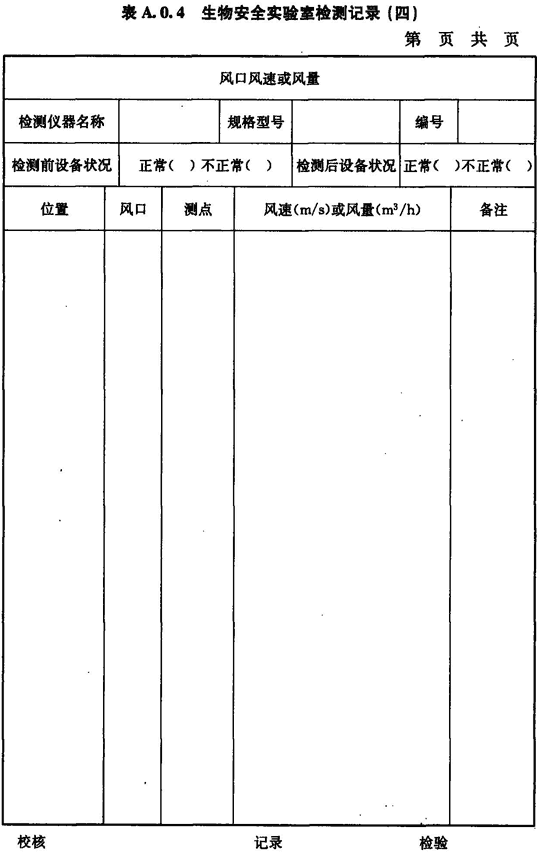 表 A.0.4 生物安全实验室检测记录(四)
第 页 共 页
风口风速或风量
检测仪器名称 规格型号 编号
检测前设备状况 正常( )不正常( ) 检测后设备状况 正常( )不正常( )
位置 风口 测点 风速(m/s)或风量(m³/h) 备注
校核 记录 检验